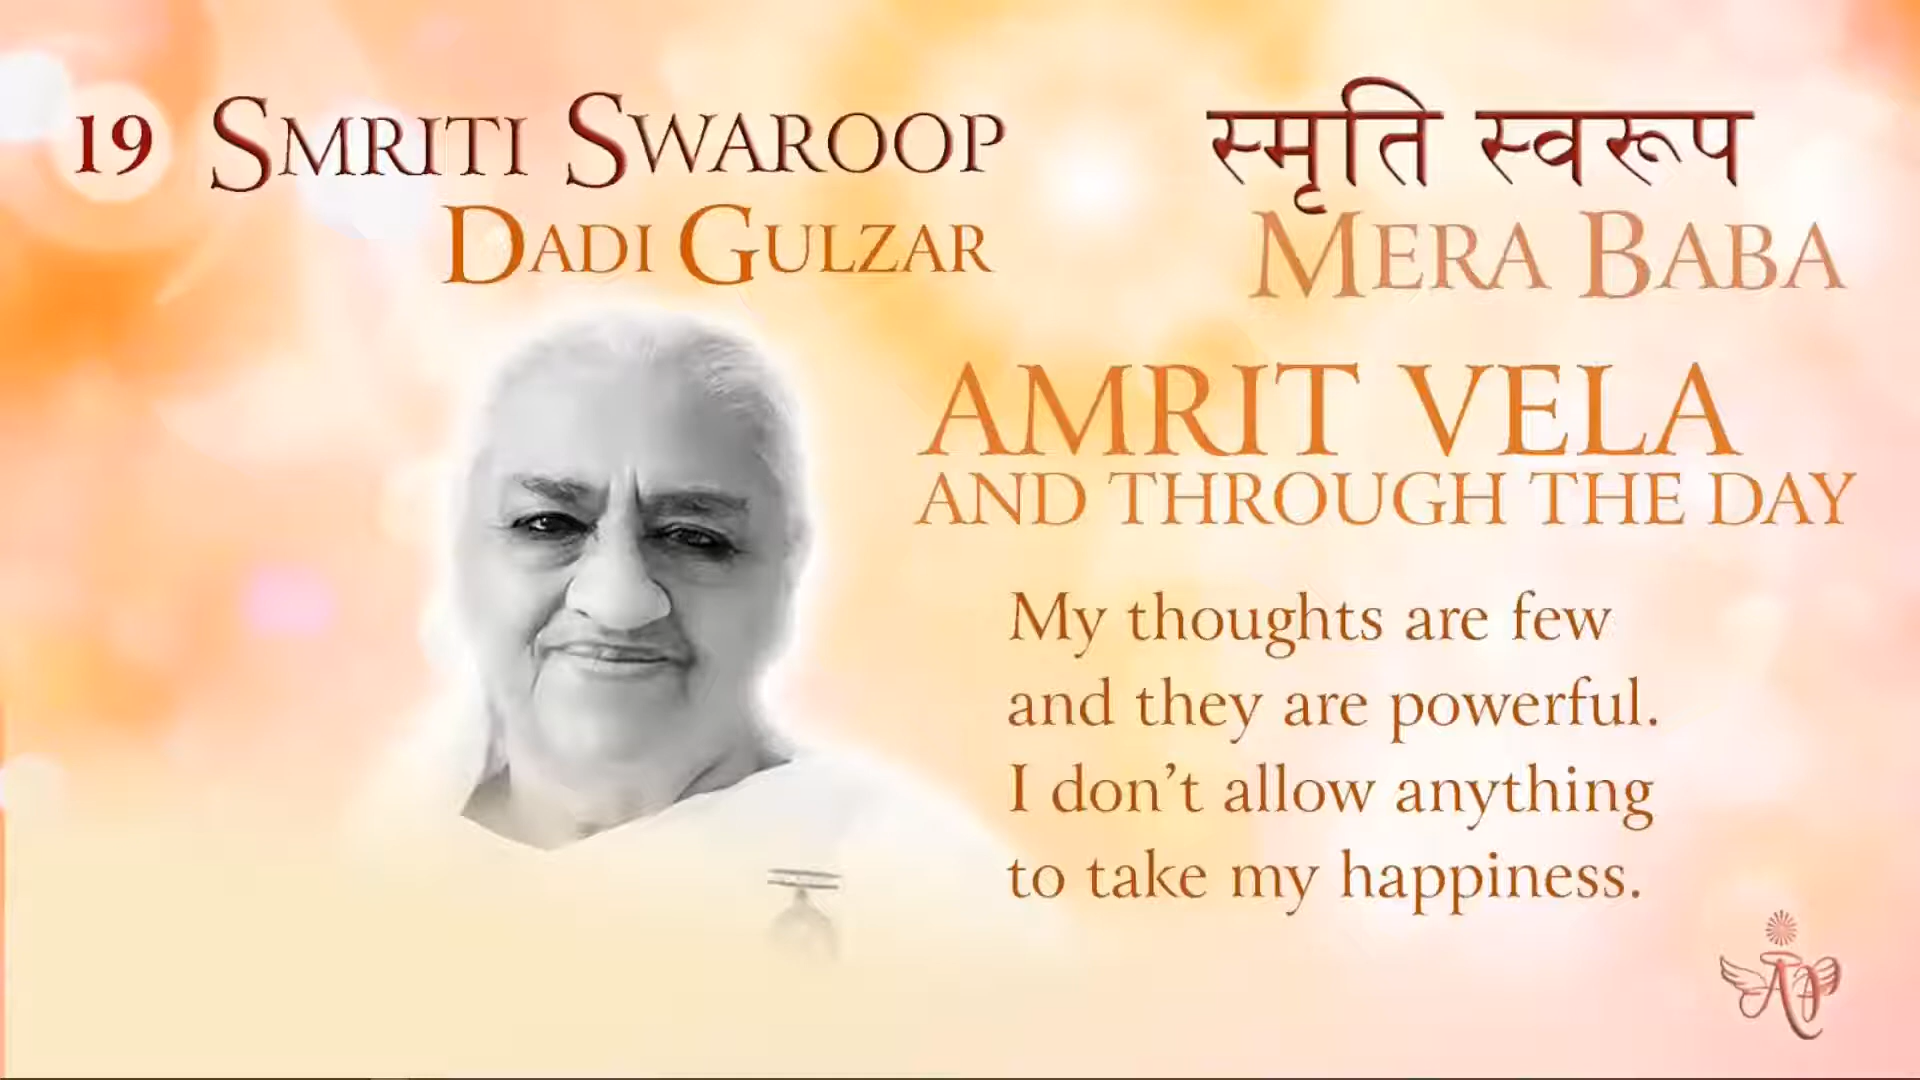 19 SMRITI SWAROOP
DADI GULZAR
स्मृति स्वरूप
MERA BABA
AMRIT VELA
AND THROUGH THE DAY
My thoughts are few
and they are powerful.
I don't allow anything
to take my happiness.